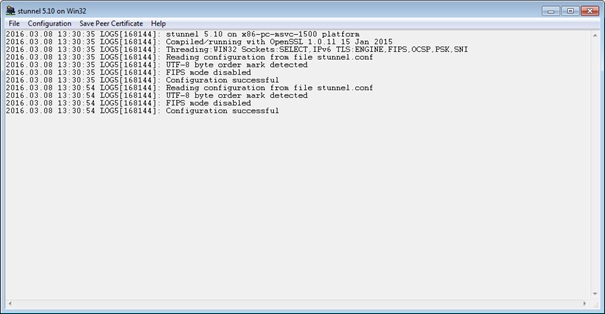 stunnel 5.10 on Win32
File Configuration Save Peer Certificate Help
2016.03.08 13:30:35 LOG5[168144]: stunnel 5.10 on x86-pc-msvc-1500 platform
2016.03.08 13:30:35 LOG5[168144]: Compiled/running with OpenSSL 1.0.1l 15 Jan 2015
2016.03.08 13:30:35 LOG5[168144]: Threading:WIN32 Sockets:SELECT,IPv6 TLS:ENGINE,FIPS,OCSP,PSK,SNI
2016.03.08 13:30:35 LOG5[168144]: Reading configuration from file stunnel.conf
2016.03.08 13:30:35 LOG5[168144]: UTF-8 byte order mark detected
2016.03.08 13:30:35 LOG5[168144]: FIPS mode disabled
2016.03.08 13:30:35 LOG5[168144]: Configuration successful
2016.03.08 13:30:54 LOG5[168144]: Reading configuration from file stunnel.conf
2016.03.08 13:30:54 LOG5[168144]: UTF-8 byte order mark detected
2016.03.08 13:30:54 LOG5[168144]: FIPS mode disabled
2016.03.08 13:30:54 LOG5[168144]: Configuration successful